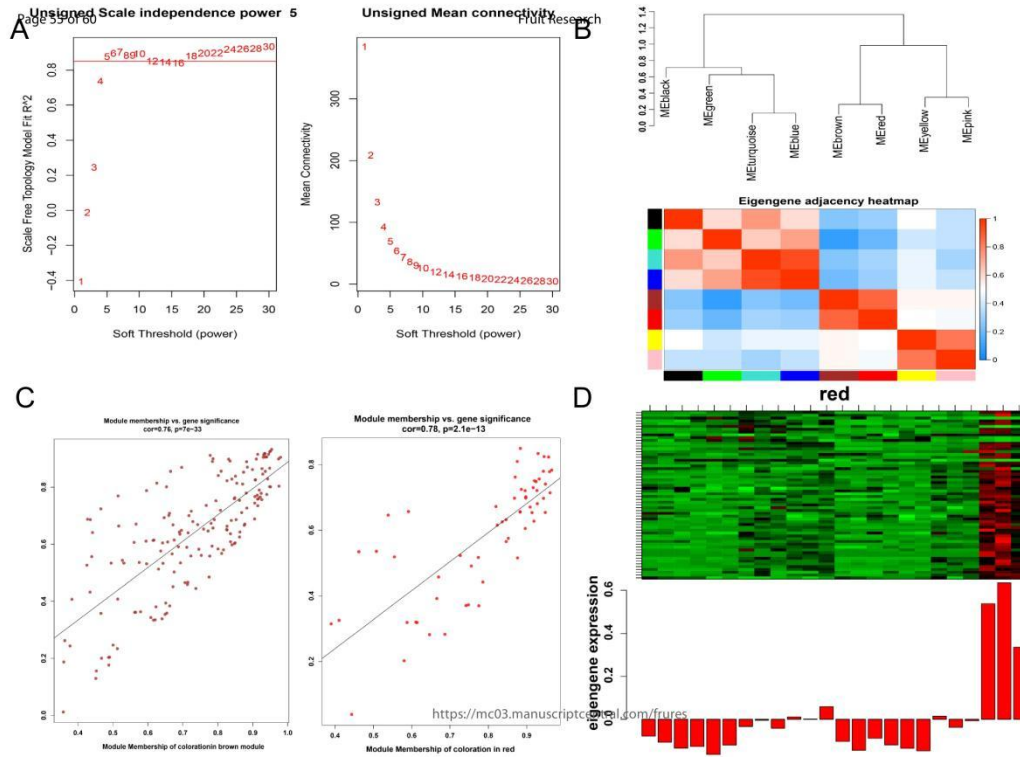 Page 55 of 60
Fruit Research
A
Unsigned Scale independence power 5
Scale Free Topology Model Fit R^2
0.8
0.6
0.4
0.2
0.0
−0.2
−0.4
1
2
3
4
5
6
7
8
9
10
12
14
16
18
20
22
24
26
28
30
0 5 10 15 20 25 30
Soft Threshold (power)
Unsigned Mean connectivity
Mean Connectivity
300
200
100
0
1
2
3
4
5
6
7
8
9
10
12
14
16
18
20
22
24
26
28
30
0 5 10 15 20 25 30
Soft Threshold (power)
B
1.4
1.2
1.0
0.8
0.6
0.4
0.2
0.0
MEblack
MEgreen
MEturquoise
MEblue
MEbrown
MEred
MEyellow
MEpink
Eigengene adjacency heatmap
1
0.8
0.6
0.4
0.2
0
C
Module membership vs. gene significance
cor=0.76, p=7e−33
0.8
0.6
0.4
0.2
0.0
0.4 0.5 0.6 0.7 0.8 0.9 1.0
Module Membership of colorationin brown module
Module membership vs. gene significance
cor=0.78, p=2.1e−13
0.8
0.6
0.4
0.2
0.4 0.5 0.6 0.7 0.8 0.9
Module Membership of coloration in red
D
red
eigengene expression
0.6
0.4
0.2
0.0
https://mc03.manuscriptcentral.com/frures